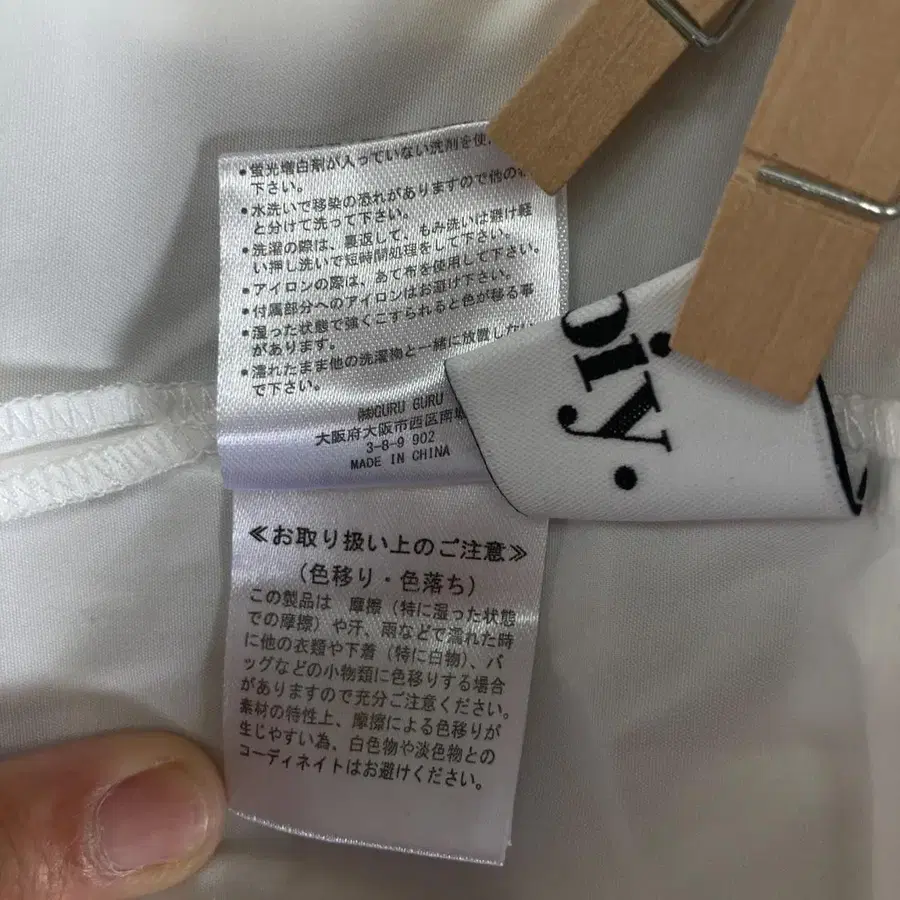 ・蛍光増白剤が入っていない洗剤を使
下さい。
・水洗いで移染の恐れがありますので他の
と分けて洗って下さい。
・洗濯の際は、裏返して、もみ洗いは避け軽
い押し洗いで短時間処理をして下さい。
・アイロンの際は、あて布を使用して下さい。
・付属部分へのアイロンはお避け下さい。
・湿った状態で強くこすられると色が移る事
があります。
・濡れたまま他の洗濯物と一緒に放置しない
で下さい。
㈱GURU GURU
大阪府大阪市西区南堀
3-8-9 902
MADE IN CHINA
piy.
≪お取り扱い上のご注意≫
(色移り・色落ち)
この製品は 摩擦(特に湿った状態
での摩擦)や汗、雨などで濡れた時
に他の衣類や下着(特に白物)、バ
ッグなどの小物類に色移りする場合
がありますので充分ご注意ください。
素材の特性上、摩擦による色移りが
生じやすい為、白色物や淡色物との
コーディネイトはお避けください。